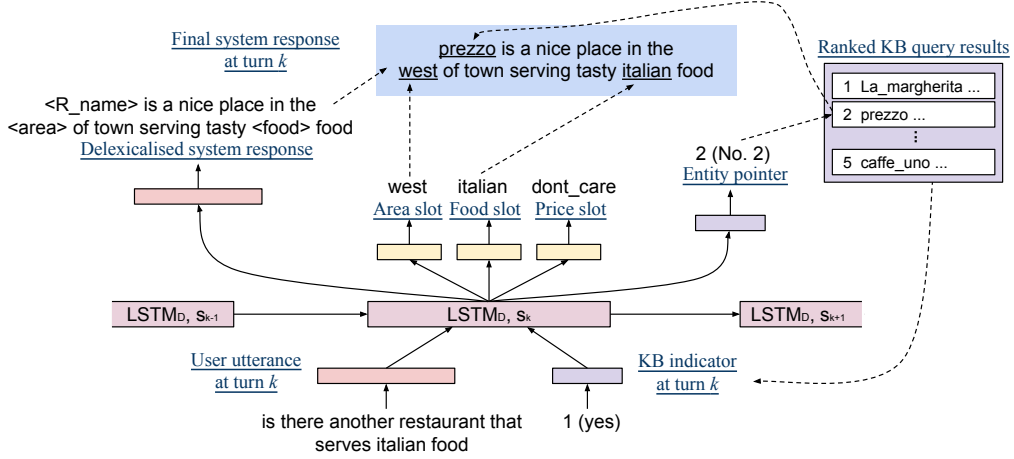 Final system response
at turn k
prezzo is a nice place in the
west of town serving tasty italian food
Ranked KB query results
1 La_margherita ...
2 prezzo ...
⋮
5 caffe_uno ...
<R_name> is a nice place in the
<area> of town serving tasty <food> food
Delexicalised system response
west
Area slot
italian
Food slot
dont_care
Price slot
2 (No. 2)
Entity pointer
LSTMD, sk-1
LSTMD, sk
LSTMD, sk+1
User utterance
at turn k
KB indicator
at turn k
is there another restaurant that
serves italian food
1 (yes)